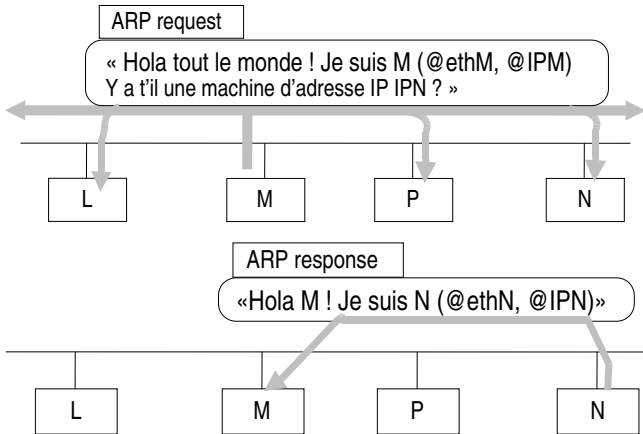 ARP request
« Hola tout le monde ! Je suis M (@ethM, @IPM)
Y a t'il une machine d'adresse IP IPN ? »
L
M
P
N
ARP response
«Hola M ! Je suis N (@ethN, @IPN)»
L
M
P
N